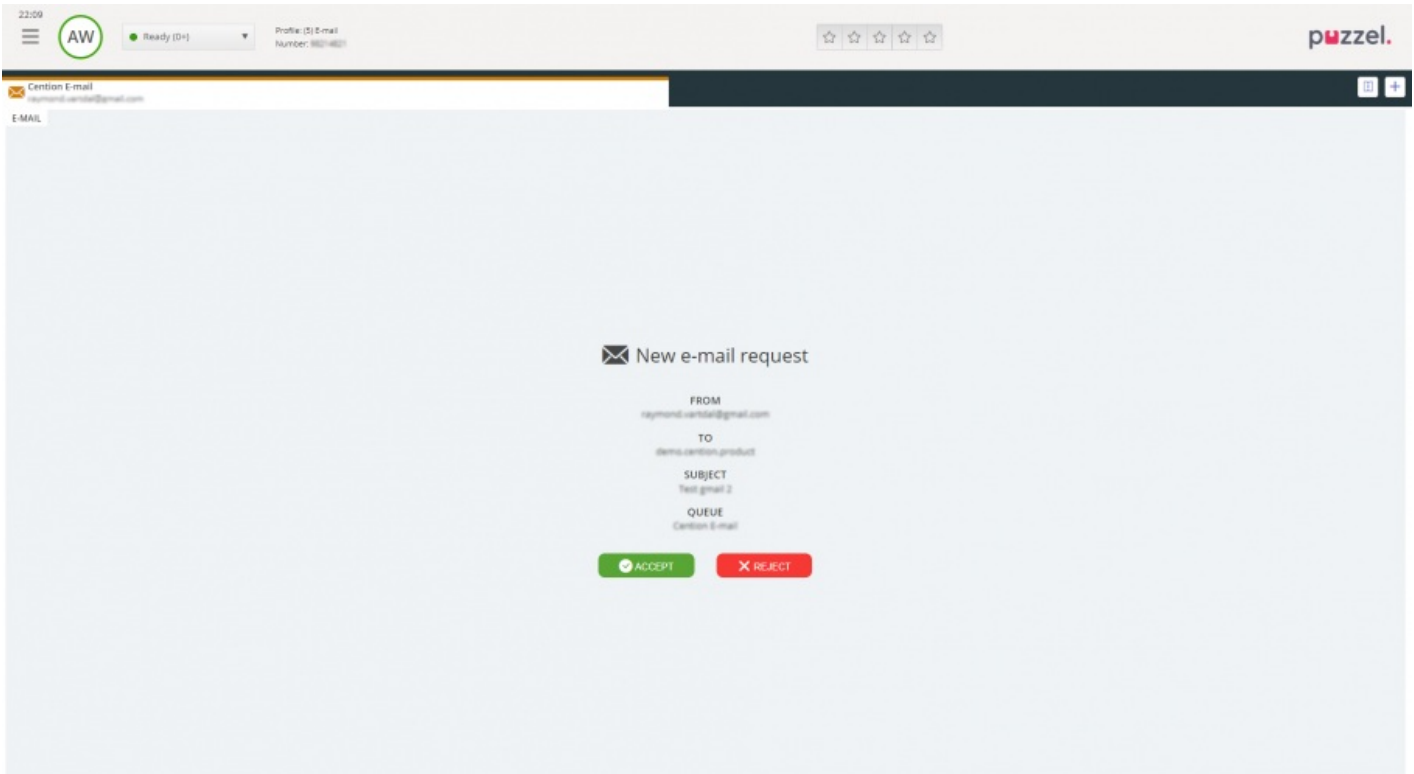 22:09
AW
Ready (0+)
Profile: (5) E-mail
Number:
puzzel.
Cention E-mail
raymond.vartdal@gmail.com
E-MAIL
New e-mail request
FROM
raymond.vartdal@gmail.com
TO
demo.cention.product
SUBJECT
Test gmail 2
QUEUE
Cention E-mail
ACCEPT
REJECT